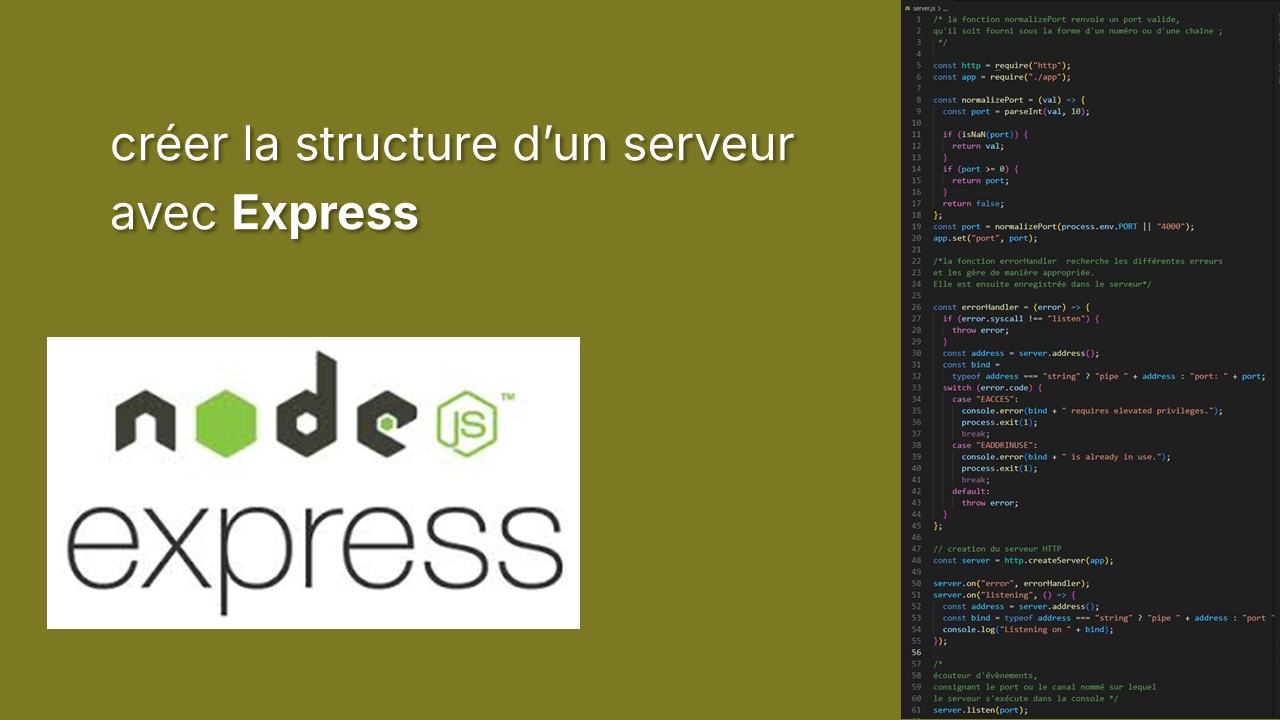 créer la structure d’un serveur
avec Express
node
JS
TM
express
JS server.js > ...
1 /* la fonction normalizePort renvoie un port valide,
2 qu'il soit fourni sous la forme d'un numéro ou d'une chaîne ;
3 */
4
5 const http = require("http");
6 const app = require("./app");
7
8 const normalizePort = (val) => {
9 const port = parseInt(val, 10);
10
11 if (isNaN(port)) {
12 return val;
13 }
14 if (port >= 0) {
15 return port;
16 }
17 return false;
18 };
19 const port = normalizePort(process.env.PORT || "4000");
20 app.set("port", port);
21
22 /*la fonction errorHandler  recherche les différentes erreurs
23 et les gère de manière appropriée.
24 Elle est ensuite enregistrée dans le serveur*/
25
26 const errorHandler = (error) => {
27 if (error.syscall !== "listen") {
28 throw error;
29 }
30 const address = server.address();
31 const bind =
32 typeof address === "string" ? "pipe " + address : "port: " + port;
33 switch (error.code) {
34 case "EACCES":
35 console.error(bind + " requires elevated privileges.");
36 process.exit(1);
37 break;
38 case "EADDRINUSE":
39 console.error(bind + " is already in use.");
40 process.exit(1);
41 break;
42 default:
43 throw error;
44 }
45 };
46
47 // creation du serveur HTTP
48 const server = http.createServer(app);
49
50 server.on("error", errorHandler);
51 server.on("listening", () => {
52 const address = server.address();
53 const bind = typeof address === "string" ? "pipe " + address : "port "
54 console.log("Listening on " + bind);
55 });
56
57 /*
58 écouteur d'évènements,
59 consignant le port ou le canal nommé sur lequel
60 le serveur s'exécute dans la console */
61 server.listen(port);